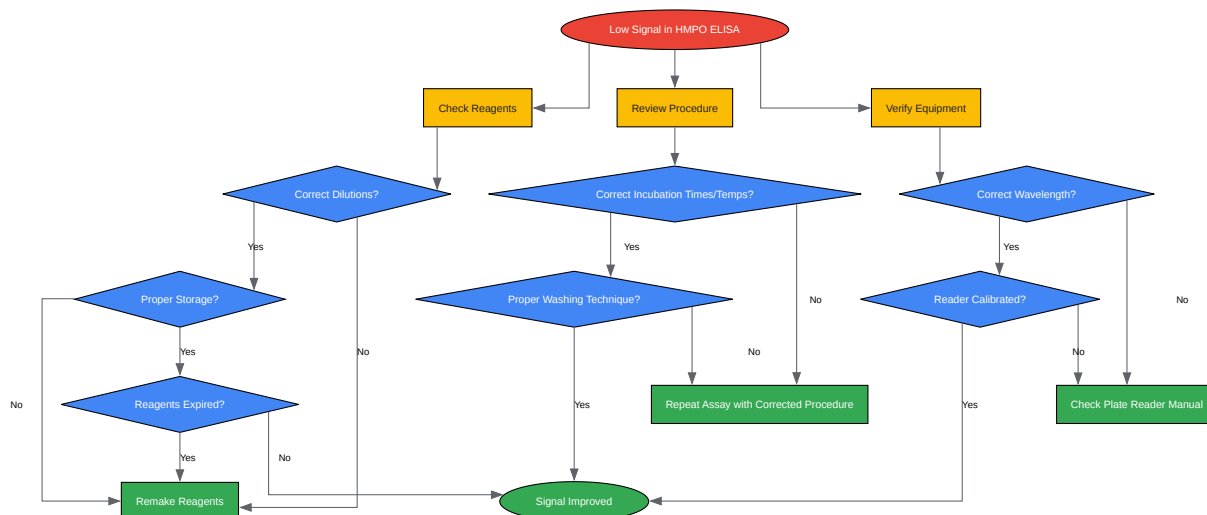 Low Signal in HMPO ELISA
Check Reagents
Review Procedure
Verify Equipment
Correct Dilutions?
Correct Incubation Times/Temps?
Correct Wavelength?
Yes
Yes
Yes
Proper Storage?
Proper Washing Technique?
Reader Calibrated?
No
No
Yes
No
No
No
No
Reagents Expired?
Yes
Repeat Assay with Corrected Procedure
Yes
Check Plate Reader Manual
Yes
No
Remake Reagents
Signal Improved